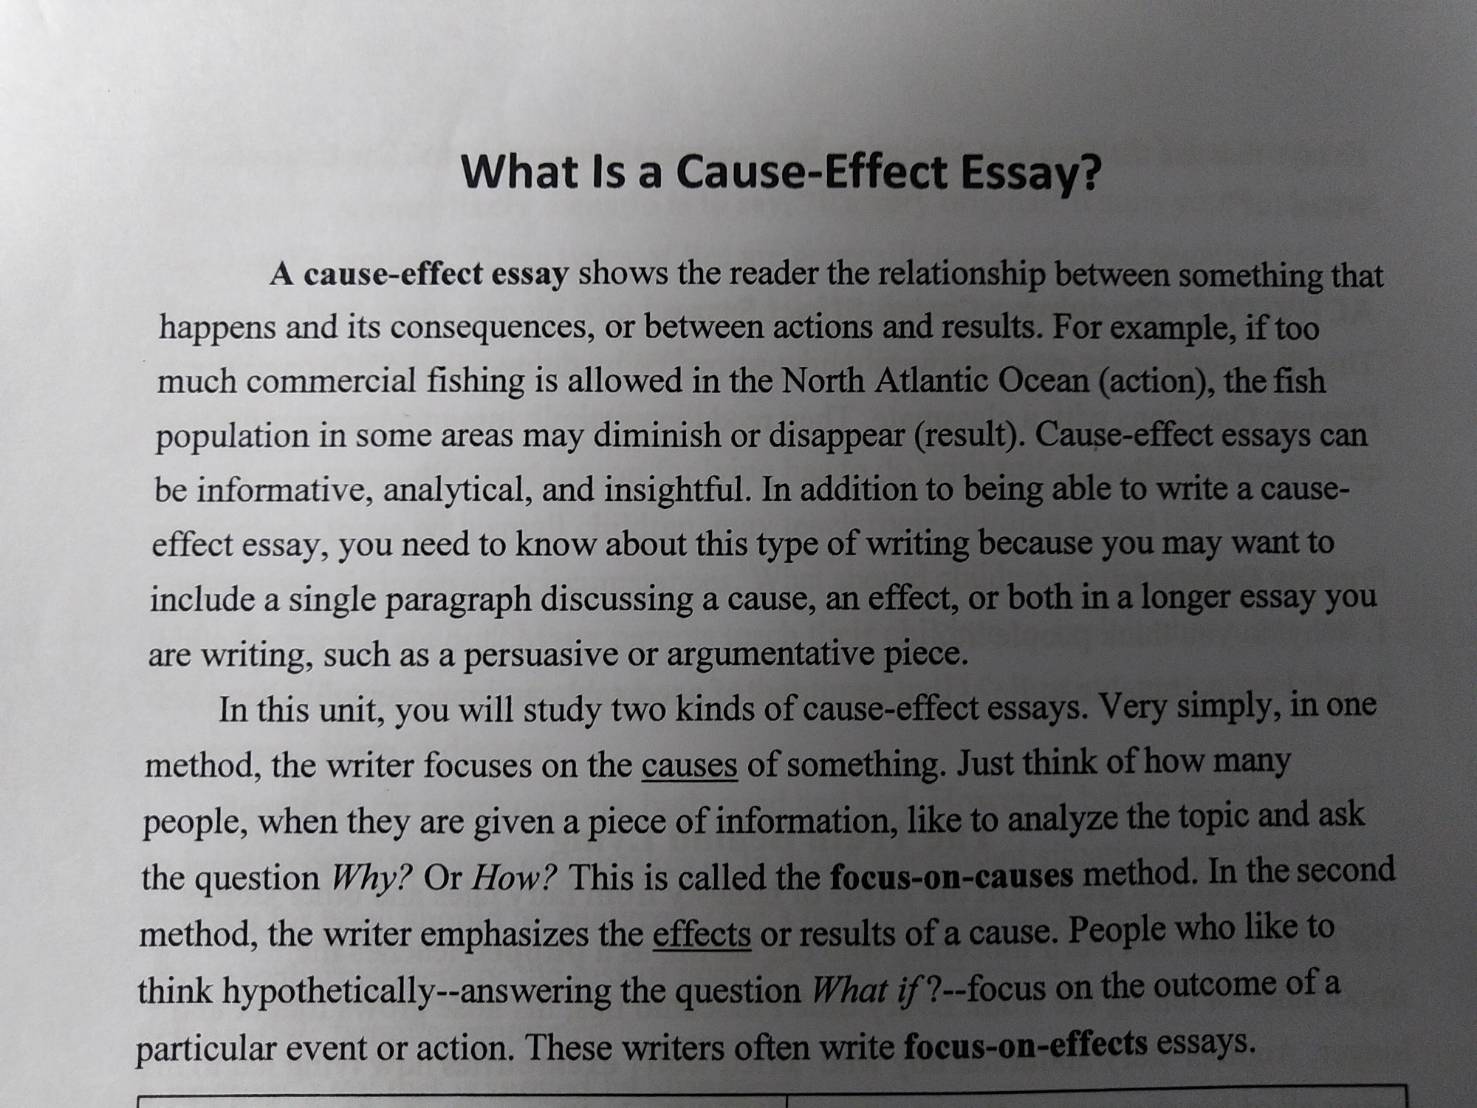 What Is a Cause-Effect Essay?
A cause-effect essay shows the reader the relationship between something that
happens and its consequences, or between actions and results. For example, if too
much commercial fishing is allowed in the North Atlantic Ocean (action), the fish
population in some areas may diminish or disappear (result). Cause-effect essays can
be informative, analytical, and insightful. In addition to being able to write a cause-
effect essay, you need to know about this type of writing because you may want to
include a single paragraph discussing a cause, an effect, or both in a longer essay you
are writing, such as a persuasive or argumentative piece.
In this unit, you will study two kinds of cause-effect essays. Very simply, in one
method, the writer focuses on the causes of something. Just think of how many
people, when they are given a piece of information, like to analyze the topic and ask
the question Why? Or How? This is called the focus-on-causes method. In the second
method, the writer emphasizes the effects or results of a cause. People who like to
think hypothetically--answering the question What if?--focus on the outcome of a
particular event or action. These writers often write focus-on-effects essays.